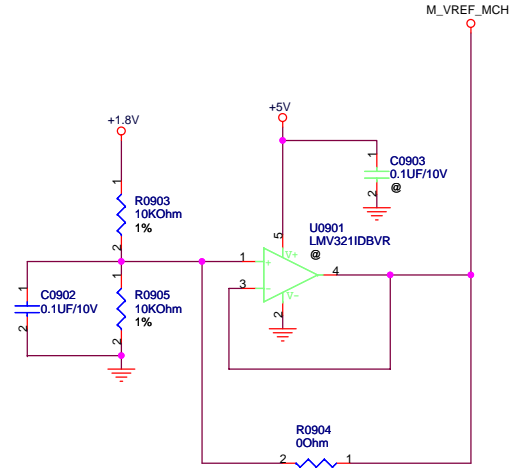 M_VREF_MCH
+1.8V
+5V
1
C0903
0.1UF/10V
@
2
1
R0903
10KOhm
1%
2
U0901
LMV321IDBVR
@
5
V+
1
+
4
3
-
V-
2
1
C0902
0.1UF/10V
2
1
R0905
10KOhm
1%
2
R0904
0Ohm
2
1